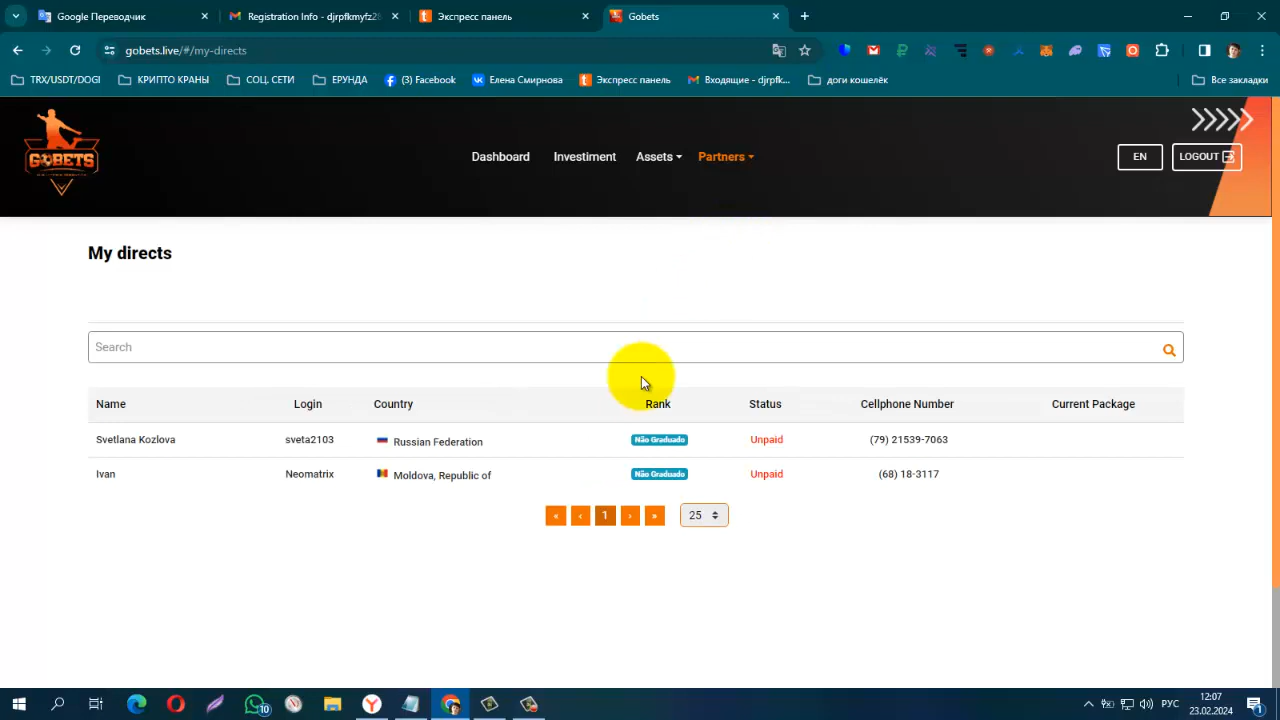 Google Переводчик
Registration Info - djrpfkmyfz2
Экспресс панель
Gobets
gobets.live/#/my-directs
TRX/USDT/DOGI
КРИПТО КРАНЫ
СОЦ. СЕТИ
ЕРУНДА
(3) Facebook
Елена Смирнова
Экспресс панель
Входящие - djrpfk...
доги кошелёк
Все закладки
GOBETS
Dashboard
Investiment
Assets
Partners
EN
LOGOUT
My directs
Search
Name Login Country Rank Status Cellphone Number Current Package
Svetlana Kozlova sveta2103 Russian Federation Não Graduado Unpaid (79) 21539-7063
Ivan Neomatrix Moldova, Republic of Não Graduado Unpaid (68) 18-3117
« ‹ 1 › » 25
10
РУС
12:07
23.02.2024
1